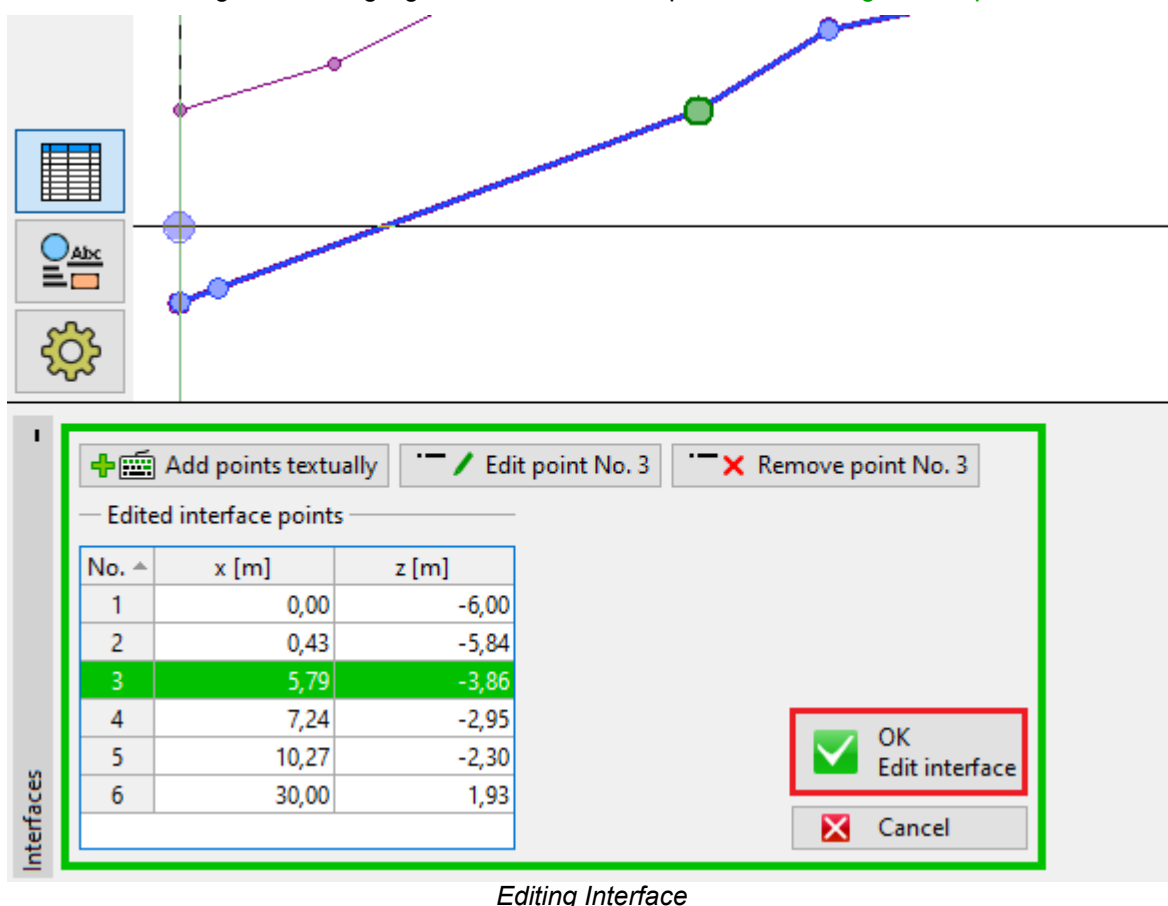 Abc
Add points textually Edit point No. 3 Remove point No. 3
Edited interface points
No. x [m] z [m]
1 0,00 -6,00
2 0,43 -5,84
3 5,79 -3,86
4 7,24 -2,95
5 10,27 -2,30
6 30,00 1,93
OK
Edit interface
Cancel
Interfaces
Editing Interface